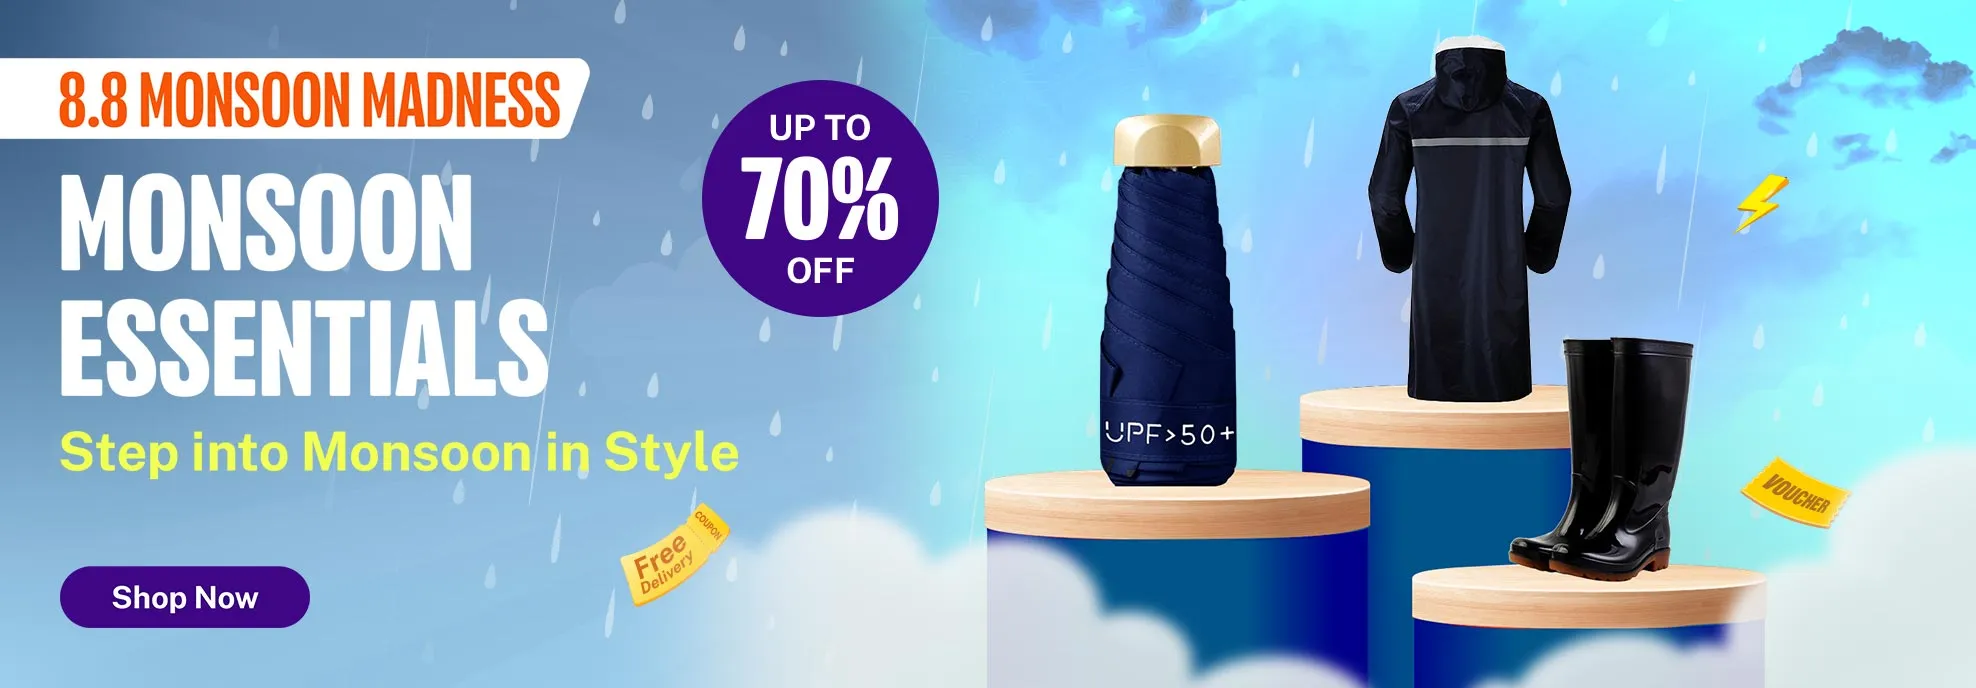 8.8 MONSOON MADNESS
MONSOON
ESSENTIALS
Step into Monsoon in Style
Shop Now
UP TO
70%
OFF
COUPON
Free
Delivery
UPF>50+
VOUCHER